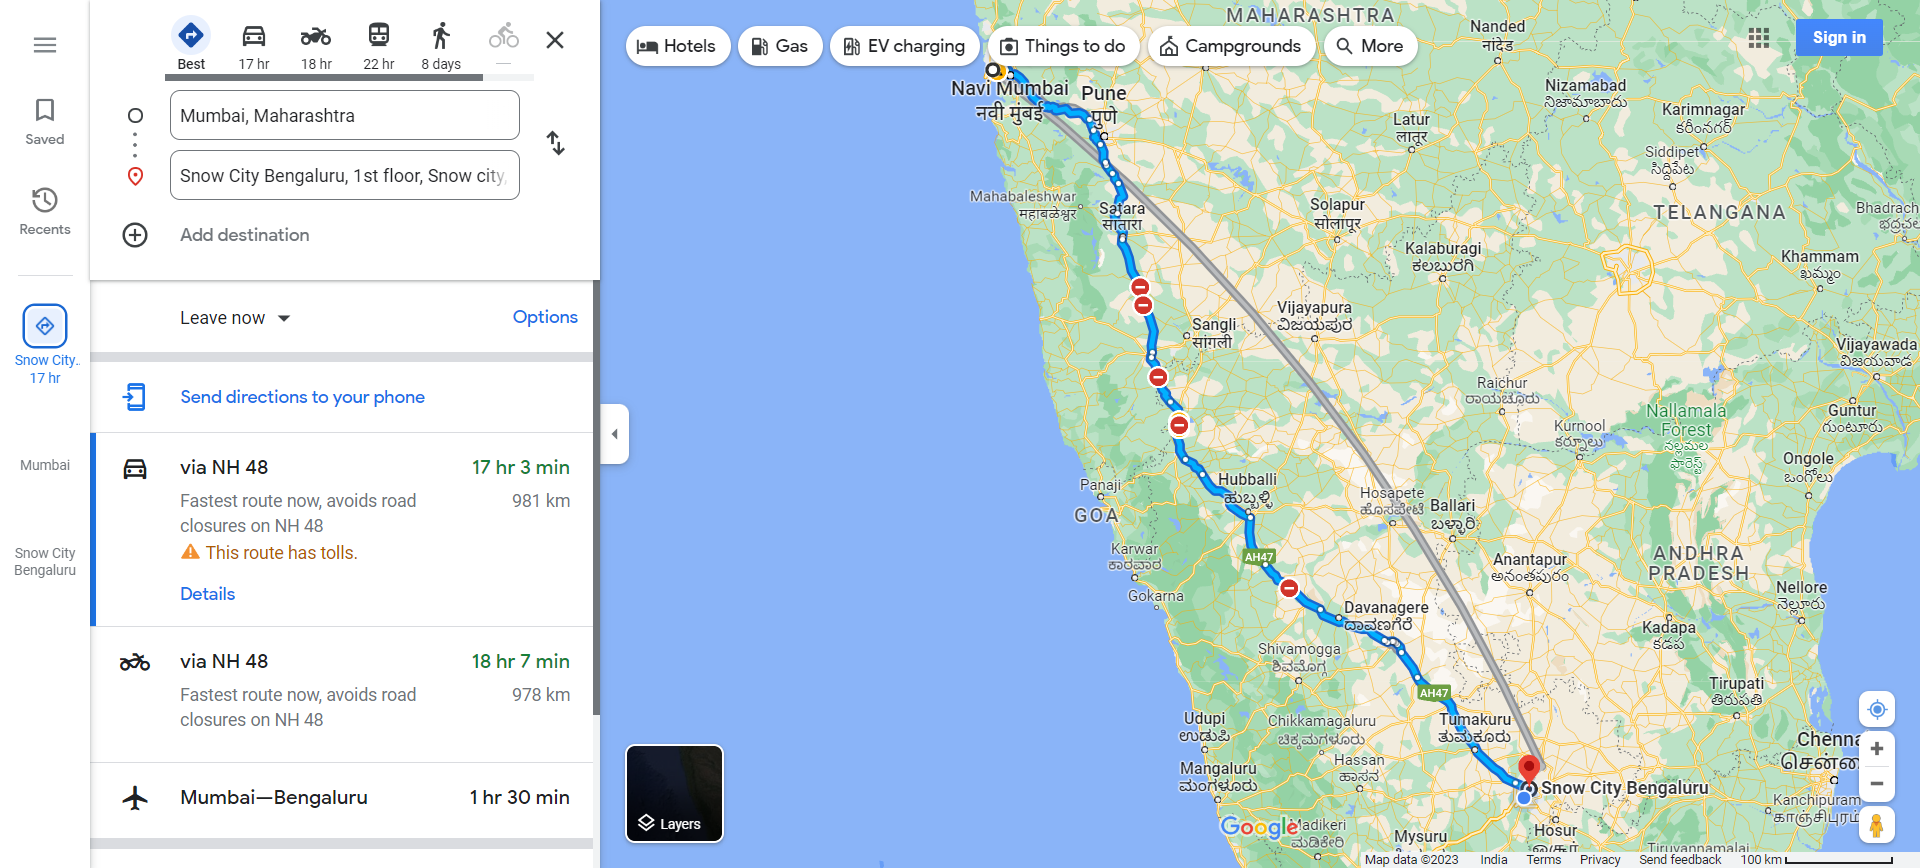 Saved
Recents
Snow City..
17 hr
Mumbai
Snow City
Bengaluru
Best
17 hr
18 hr
22 hr
8 days
Mumbai, Maharashtra
Snow City Bengaluru, 1st floor, Snow city,
Add destination
Leave now
Options
Send directions to your phone
via NH 48
17 hr 3 min
Fastest route now, avoids road
closures on NH 48
981 km
This route has tolls.
Details
via NH 48
18 hr 7 min
Fastest route now, avoids road
closures on NH 48
978 km
Mumbai—Bengaluru
1 hr 30 min
Hotels
Gas
EV charging
Things to do
Campgrounds
More
Sign in
MAHARASHTRA
Nanded
नांदेड
Navi Mumbai
नवी मुंबई
Pune
पुणे
Nizamabad
నిజామాబాదు
Karimnagar
కరీంనగర్
Latur
लातूर
Siddipet
సిద్దిపేట
Mahabaleshwar
महाबळेश्वर
Satara
सातारा
Solapur
सोलापूर
TELANGANA
Bhadrach
భద్రాచల
Kalaburagi
ಕಲಬುರಗಿ
Khammam
ఖమ్మం
Sangli
सांगली
Vijayapura
ವಿಜಯಪುರ
Vijayawada
విజయవాడ
Raichur
ರಾಯಚೂರು
Nallamala
Forest
నల్లమల
ఫారెస్ట్
Guntur
గుంటూరు
Kurnool
కర్నూలు
Ongole
ఒంగోలు
Panaji
GOA
Hubballi
ಹುಬ್ಬಳ್ಳಿ
Hosapete
ಹೊಸಪೇಟೆ
Ballari
ಬಳ್ಳಾರಿ
Karwar
ಕಾರವಾರ
AH47
Anantapur
అనంతపురం
ANDHRA
PRADESH
Gokarna
Nellore
నెల్లూరు
Davanagere
ದಾವಣಗೆರೆ
Kadapa
కడప
Shivamogga
ಶಿವಮೊಗ್ಗ
Tirupati
తిరుపతి
AH47
Udupi
ಉಡುಪಿ
Chikkamagaluru
ಚಿಕ್ಕಮಗಳೂರು
Tumakuru
ತುಮಕೂರು
Chenna
சென்னை
Hassan
ಹಾಸನ
Mangaluru
ಮಂಗಳೂರು
Snow City Bengaluru
Kanchipuram
காஞ்சிபுரம்
Google
Madikeri
ಮಡಿಕೇರಿ
Mysuru
Hosur
ஓசூர்
Tiruvannamalai
Layers
Map data ©2023
India
Terms
Privacy
Send feedback
100 km